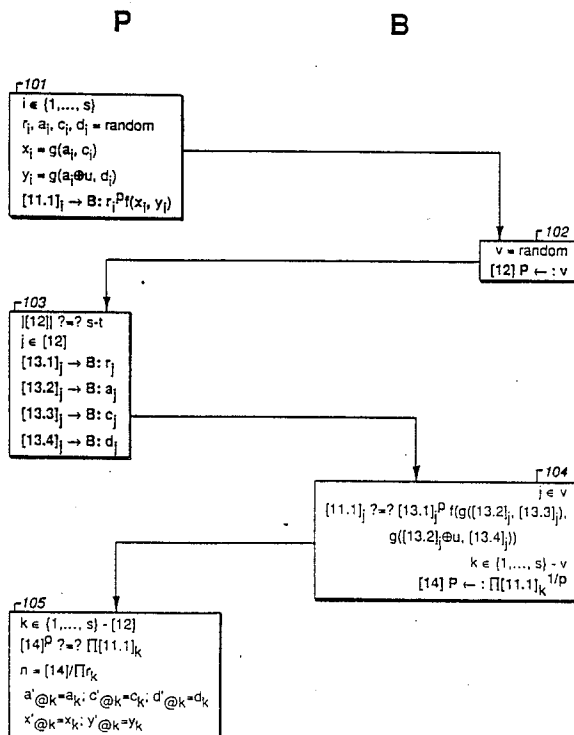 P B
101
i ∈ {1,..., s}
r_i, a_i, c_i, d_i = random
x_i = g(a_i, c_i)
y_i = g(a_i⊕u, d_i)
[11.1]_i → B: r_i^p f(x_i, y_i)
102
v = random
[12] P ← : v
103
|[12]| ?=? s-t
j ∈ [12]
[13.1]_j → B: r_j
[13.2]_j → B: a_j
[13.3]_j → B: c_j
[13.4]_j → B: d_j
104
j ∈ v
[11.1]_j ?=? [13.1]_j^p f(g([13.2]_j, [13.3]_j),
g([13.2]_j⊕u, [13.4]_j))
k ∈ {1,..., s} - v
[14] P ← : ∏[11.1]_k^1/p
105
k ∈ {1,..., s} - [12]
[14]^p ?=? ∏[11.1]_k
n = [14]/∏r_k
a'@k=a_k; c'@k=c_k; d'@k=d_k
x'@k=x_k; y'@k=y_k